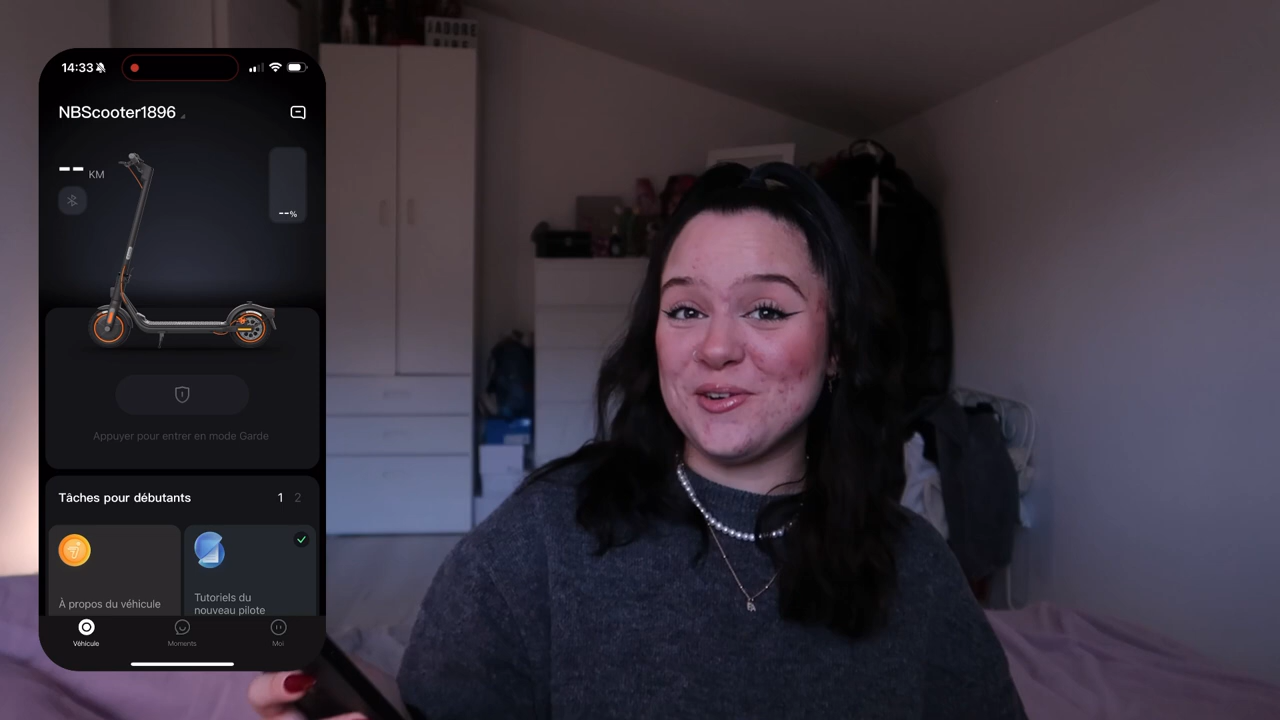 JAGORE
14:33
NBScooter1896
-- KM
--%
Appuyer pour entrer en mode Garde
Tâches pour débutants
1 2
À propos du véhicule
Tutoriels du
nouveau pilote
Véhicule
Moments
Moi